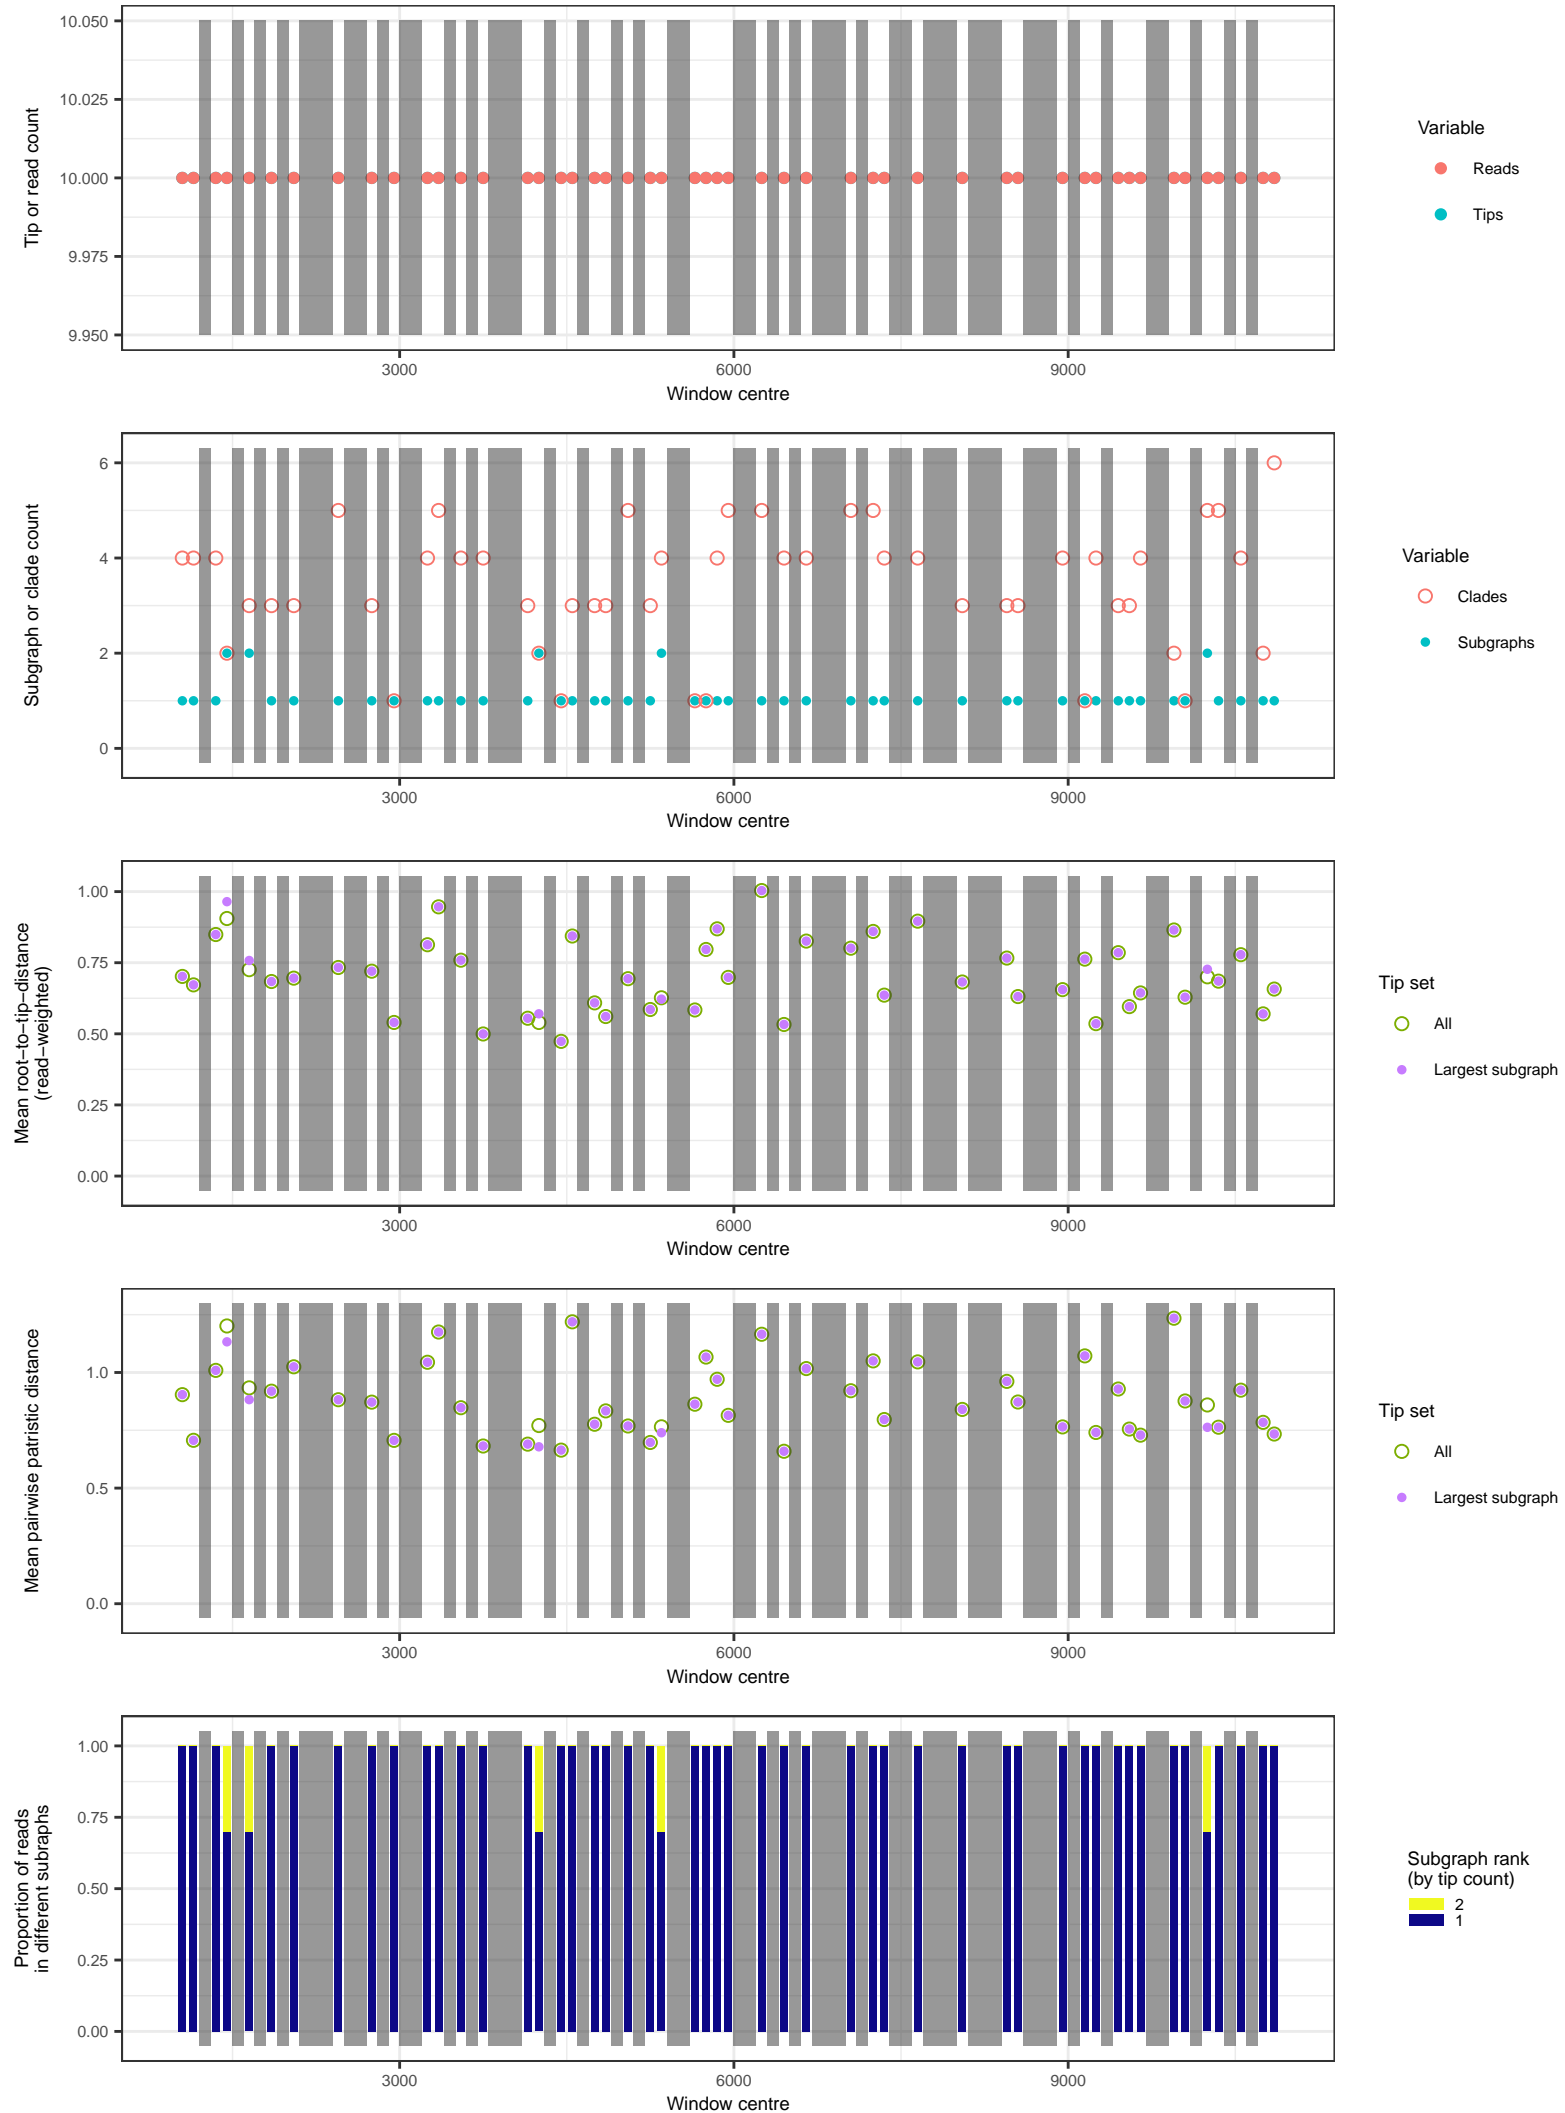 10.050
10.025
10.000
9.975
9.950
Tip or read count
3000
6000
9000
Window centre
Variable
Reads
Tips
6
4
2
0
Subgraph or clade count
3000
6000
9000
Window centre
Variable
Clades
Subgraphs
1.00
0.75
0.50
0.25
0.00
Mean root−to−tip−distance
(read−weighted)
3000
6000
9000
Window centre
Tip set
All
Largest subgraph
1.0
0.5
0.0
Mean pairwise patristic distance
3000
6000
9000
Window centre
Tip set
All
Largest subgraph
1.00
0.75
0.50
0.25
0.00
Proportion of reads
in different subraphs
3000
6000
9000
Window centre
Subgraph rank
(by tip count)
2
1